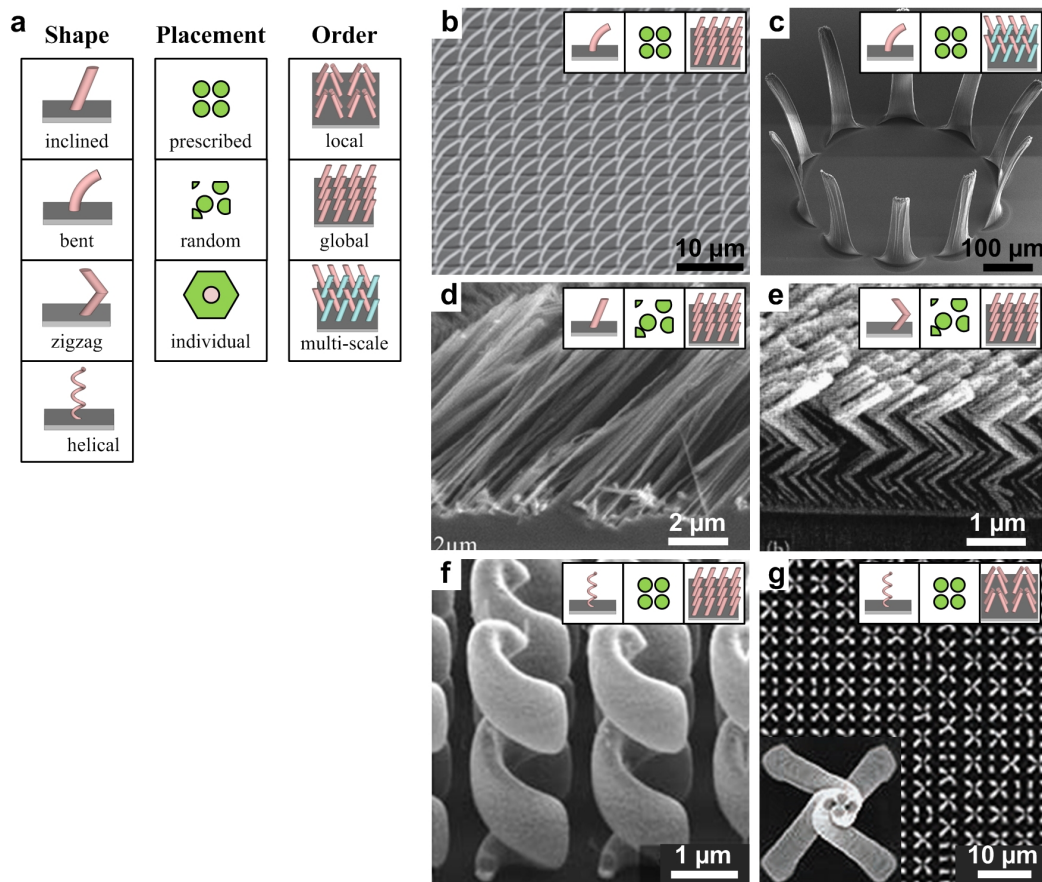 a
Shape
Placement
Order
inclined
prescribed
local
bent
random
global
zigzag
individual
multi-scale
helical
b
10 µm
c
100 µm
d
2 µm
2µm
e
1 µm
(b)
f
1 µm
g
10 µm